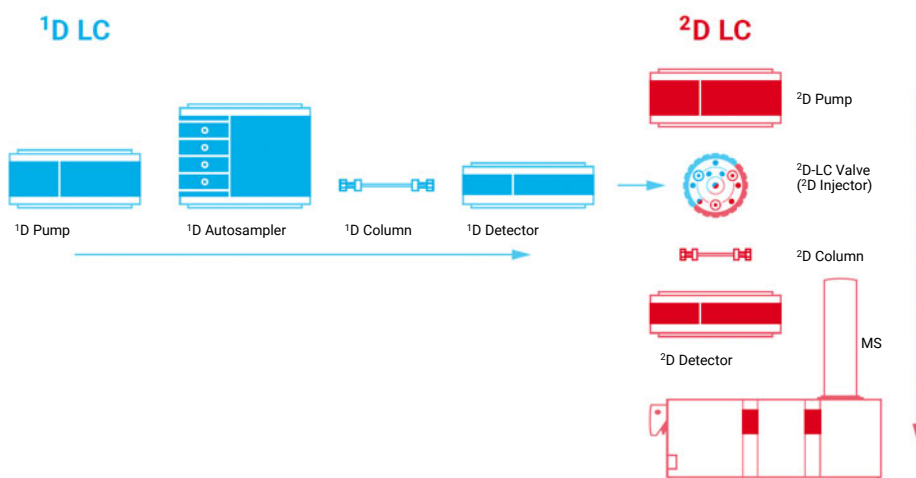 ¹D LC
²D LC
²D Pump
²D-LC Valve
(²D Injector)
¹D Pump
¹D Autosampler
¹D Column
¹D Detector
²D Column
MS
²D Detector